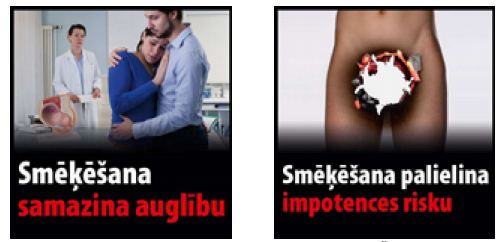 Smēķēšana
samazina auglību
Smēķēšana palielina
impotences risku